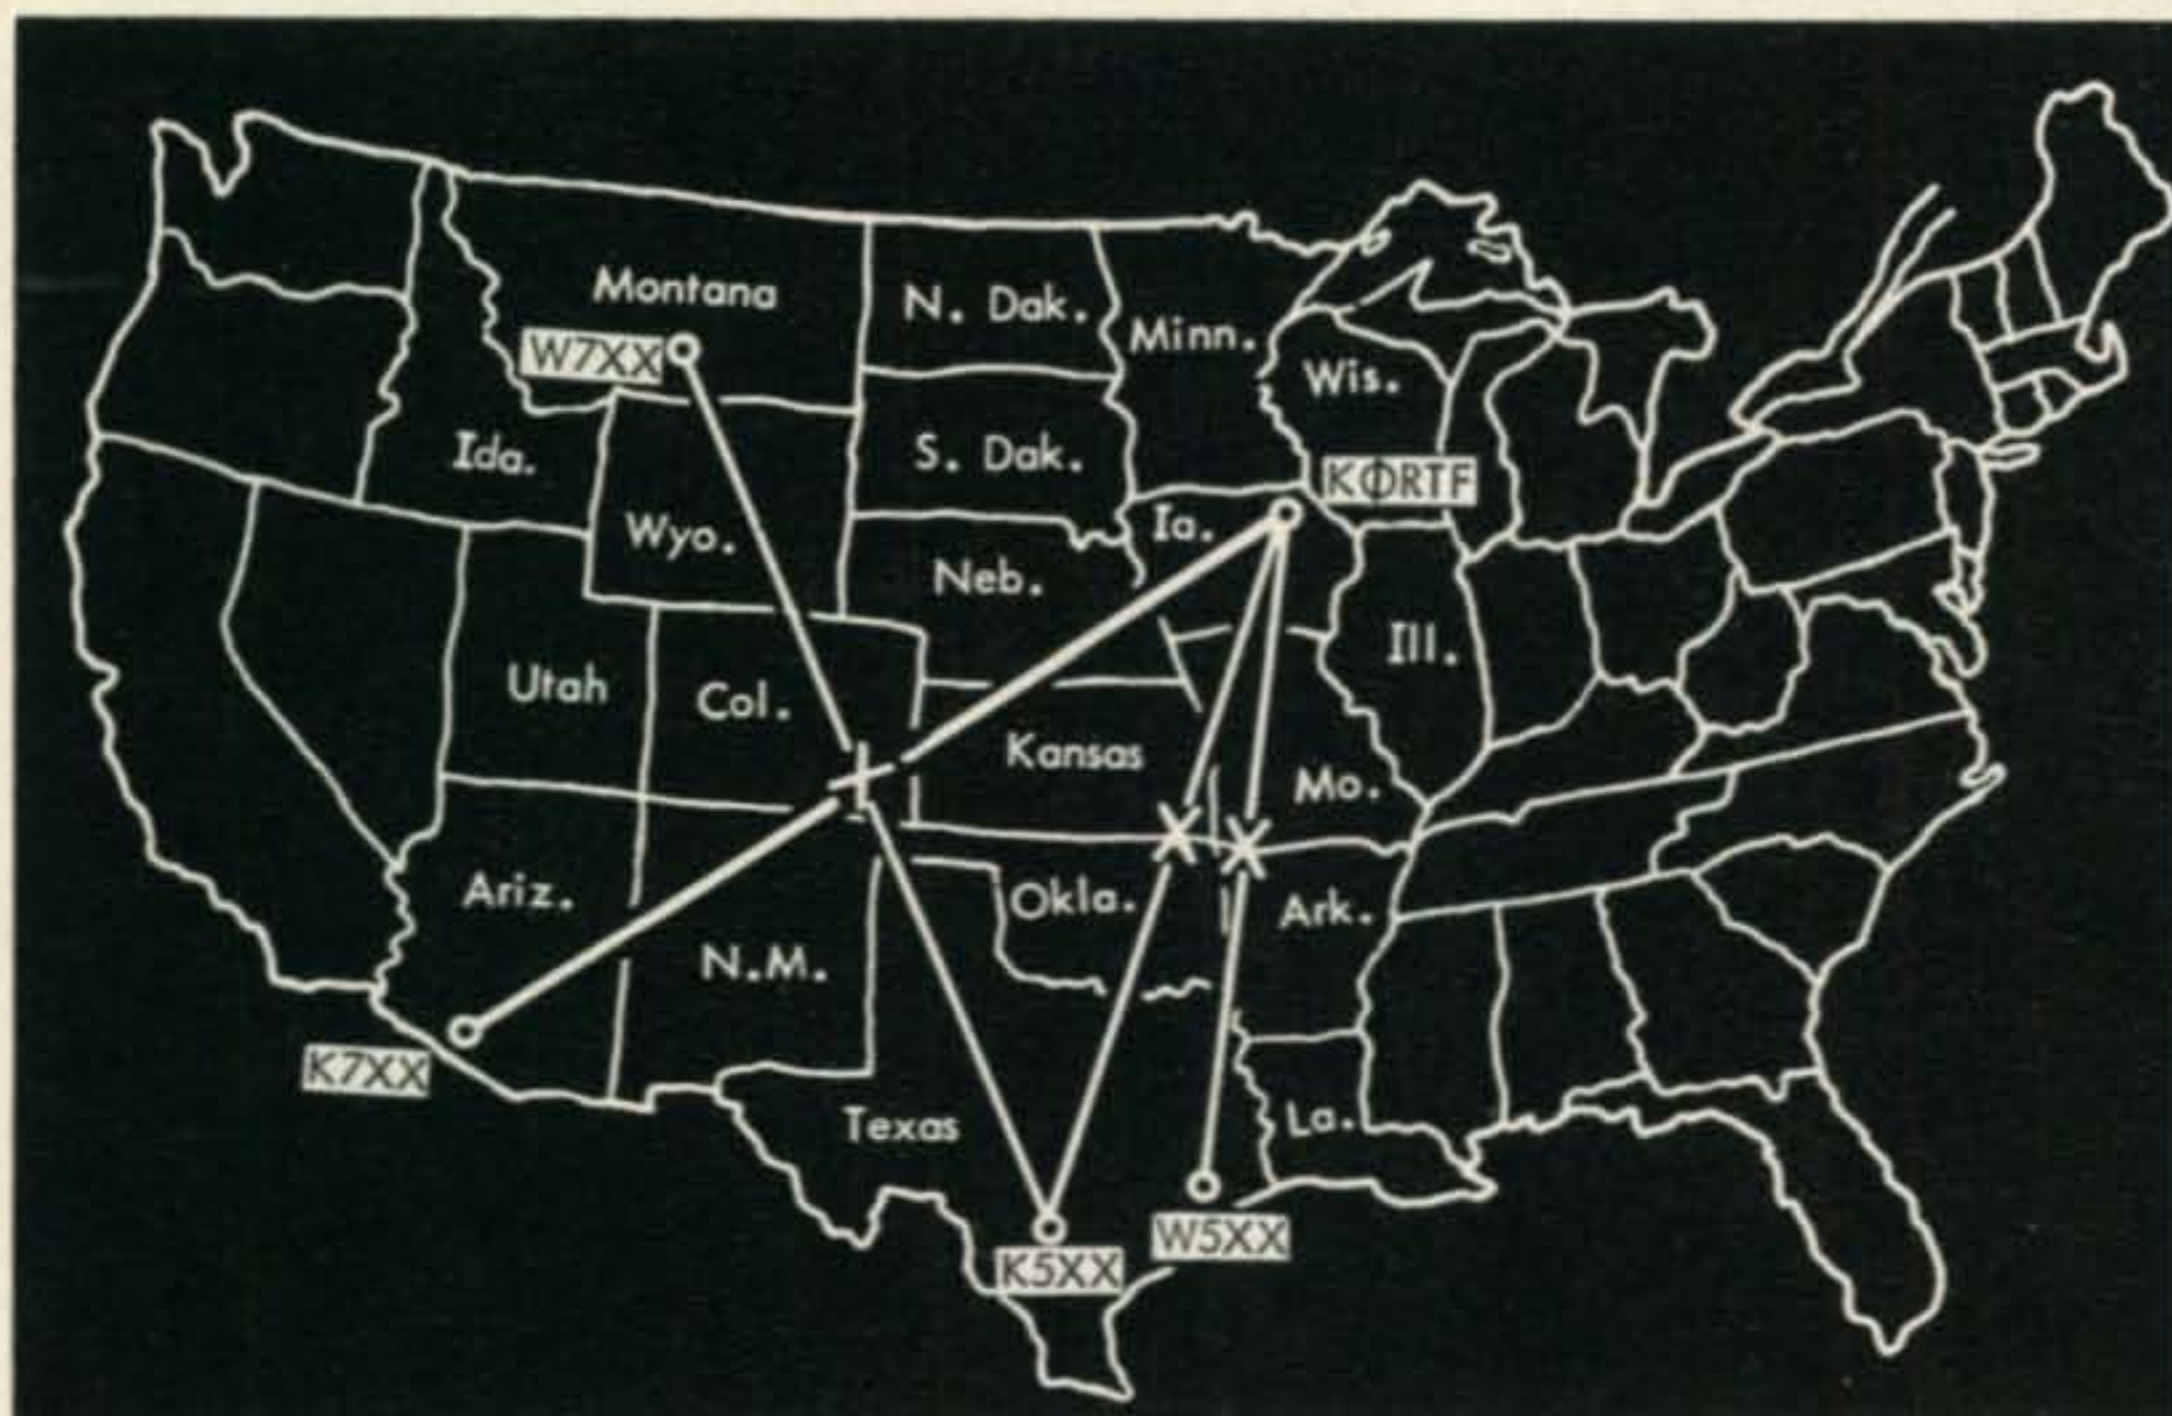 Montana
N. Dak.
Minn.
W7XX
Wis.
Ida.
S. Dak.
KØRTF
Wyo.
Ia.
Neb.
Utah
Col.
Ill.
Kansas
Mo.
Ariz.
Okla.
Ark.
N.M.
K7XX
Texas
La.
W5XX
K5XX